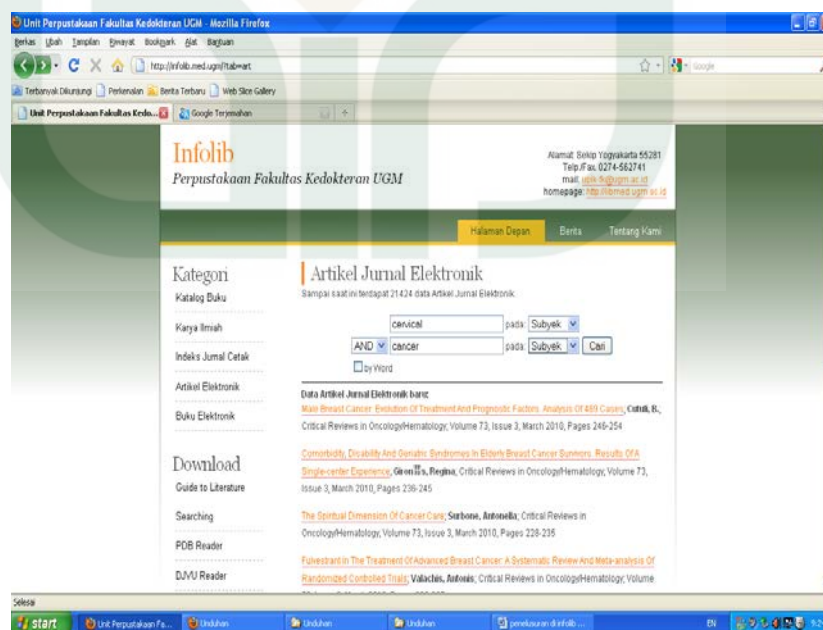 Unit Perpustakaan Fakultas Kedokteran UGM - Mozilla Firefox
Berkas Ubah Tampilan Riwayat Bookmark Alat Bantuan
http://infolib.med.ugm/?tab=art
Google
Terbanyak Dikunjungi Perkenalan Berita Terbaru Web Slice Gallery
Unit Perpustakaan Fakultas Kedo... Google Terjemahan
Infolib
Perpustakaan Fakultas Kedokteran UGM
Alamat: Sekip Yogyakarta 55281
Telp./Fax. 0274-562741
mail:
homepage:
Halaman Depan Berita Tentang Kami
Kategori
Katalog Buku
Karya Ilmiah
Indeks Jurnal Cetak
Artikel Elektronik
Buku Elektronik
Download
Guide to Literature
Searching
PDB Reader
DJVU Reader
Artikel Jurnal Elektronik
Sampai saat ini terdapat 21424 data Artikel Jurnal Elektronik.
cervical pada: Subyek
AND cancer pada: Subyek Cari
by Word
Data Artikel Jurnal Elektronik baru:
Male Breast Cancer: Evolution Of Treatment And Prognostic Factors. Analysis Of 489 Cases; Cutuli, B.;
Critical Reviews in Oncology/Hematology, Volume 73, Issue 3, March 2010, Pages 246-254
Comorbidity, Disability And Geriatric Syndromes In Elderly Breast Cancer Survivors. Results Of A
Single-center Experience; Regina; Critical Reviews in Oncology/Hematology, Volume 73,
Issue 3, March 2010, Pages 236-245
The Spiritual Dimension Of Cancer Care; Surbone, Antonella; Critical Reviews in
Oncology/Hematology, Volume 73, Issue 3, March 2010, Pages 228-235
Fulvestrant In The Treatment Of Advanced Breast Cancer: A Systematic Review And Meta-analysis Of
Randomized Controlled Trials; Valachis, Antonis; Critical Reviews in Oncology/Hematology, Volume
Selesai
start Unit Perpustakaan Fa... Unduhan Unduhan Unduhan penelusuran di infolib ... EN